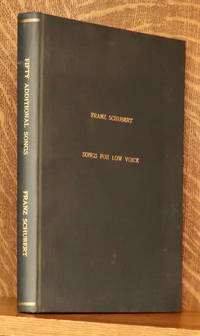 FIFTY ADDITIONAL SONGS
FRANZ SCHUBERT
FRANZ SCHUBERT
SONGS FOR LOW VOICE